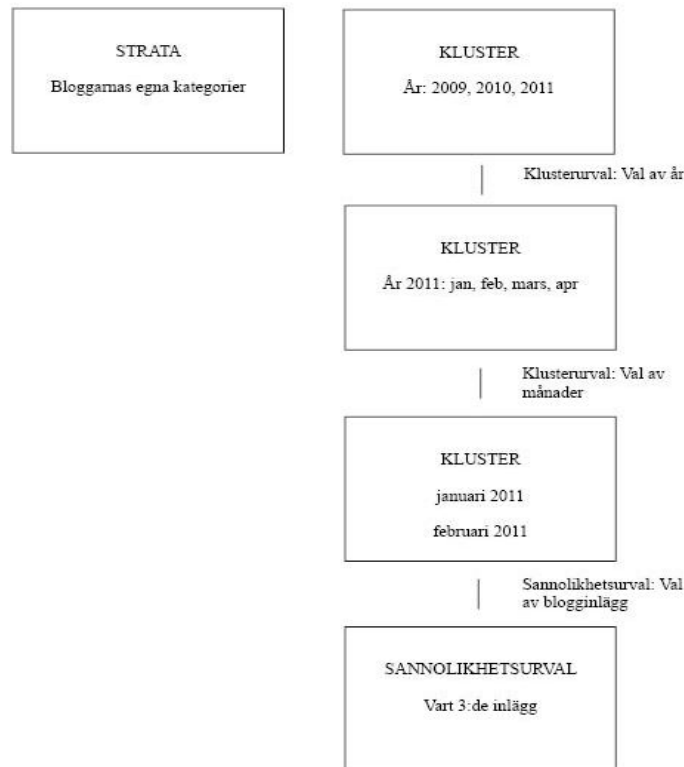 STRATA
Bloggarnas egna kategorier
KLUSTER
År: 2009, 2010, 2011
Klusterurval: Val av år
KLUSTER
År 2011: jan, feb, mars, apr
Klusterurval: Val av
månader
KLUSTER
januari 2011
februari 2011
Sannolikhetsurval: Val
av blogginlägg
SANNOLIKHETSURVAL
Vart 3:de inlägg